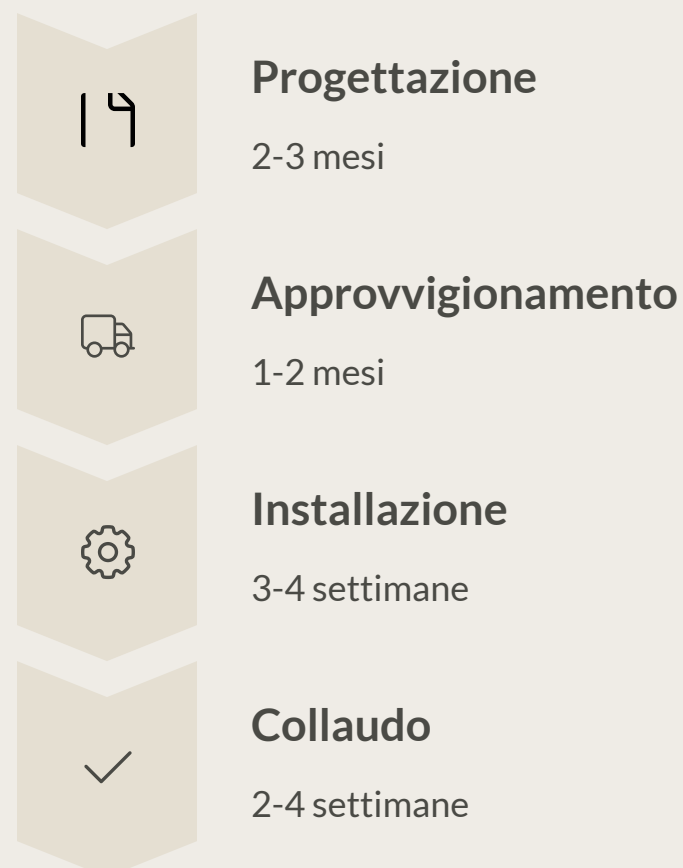 Progettazione
2-3 mesi
Approvvigionamento
1-2 mesi
Installazione
3-4 settimane
Collaudo
2-4 settimane